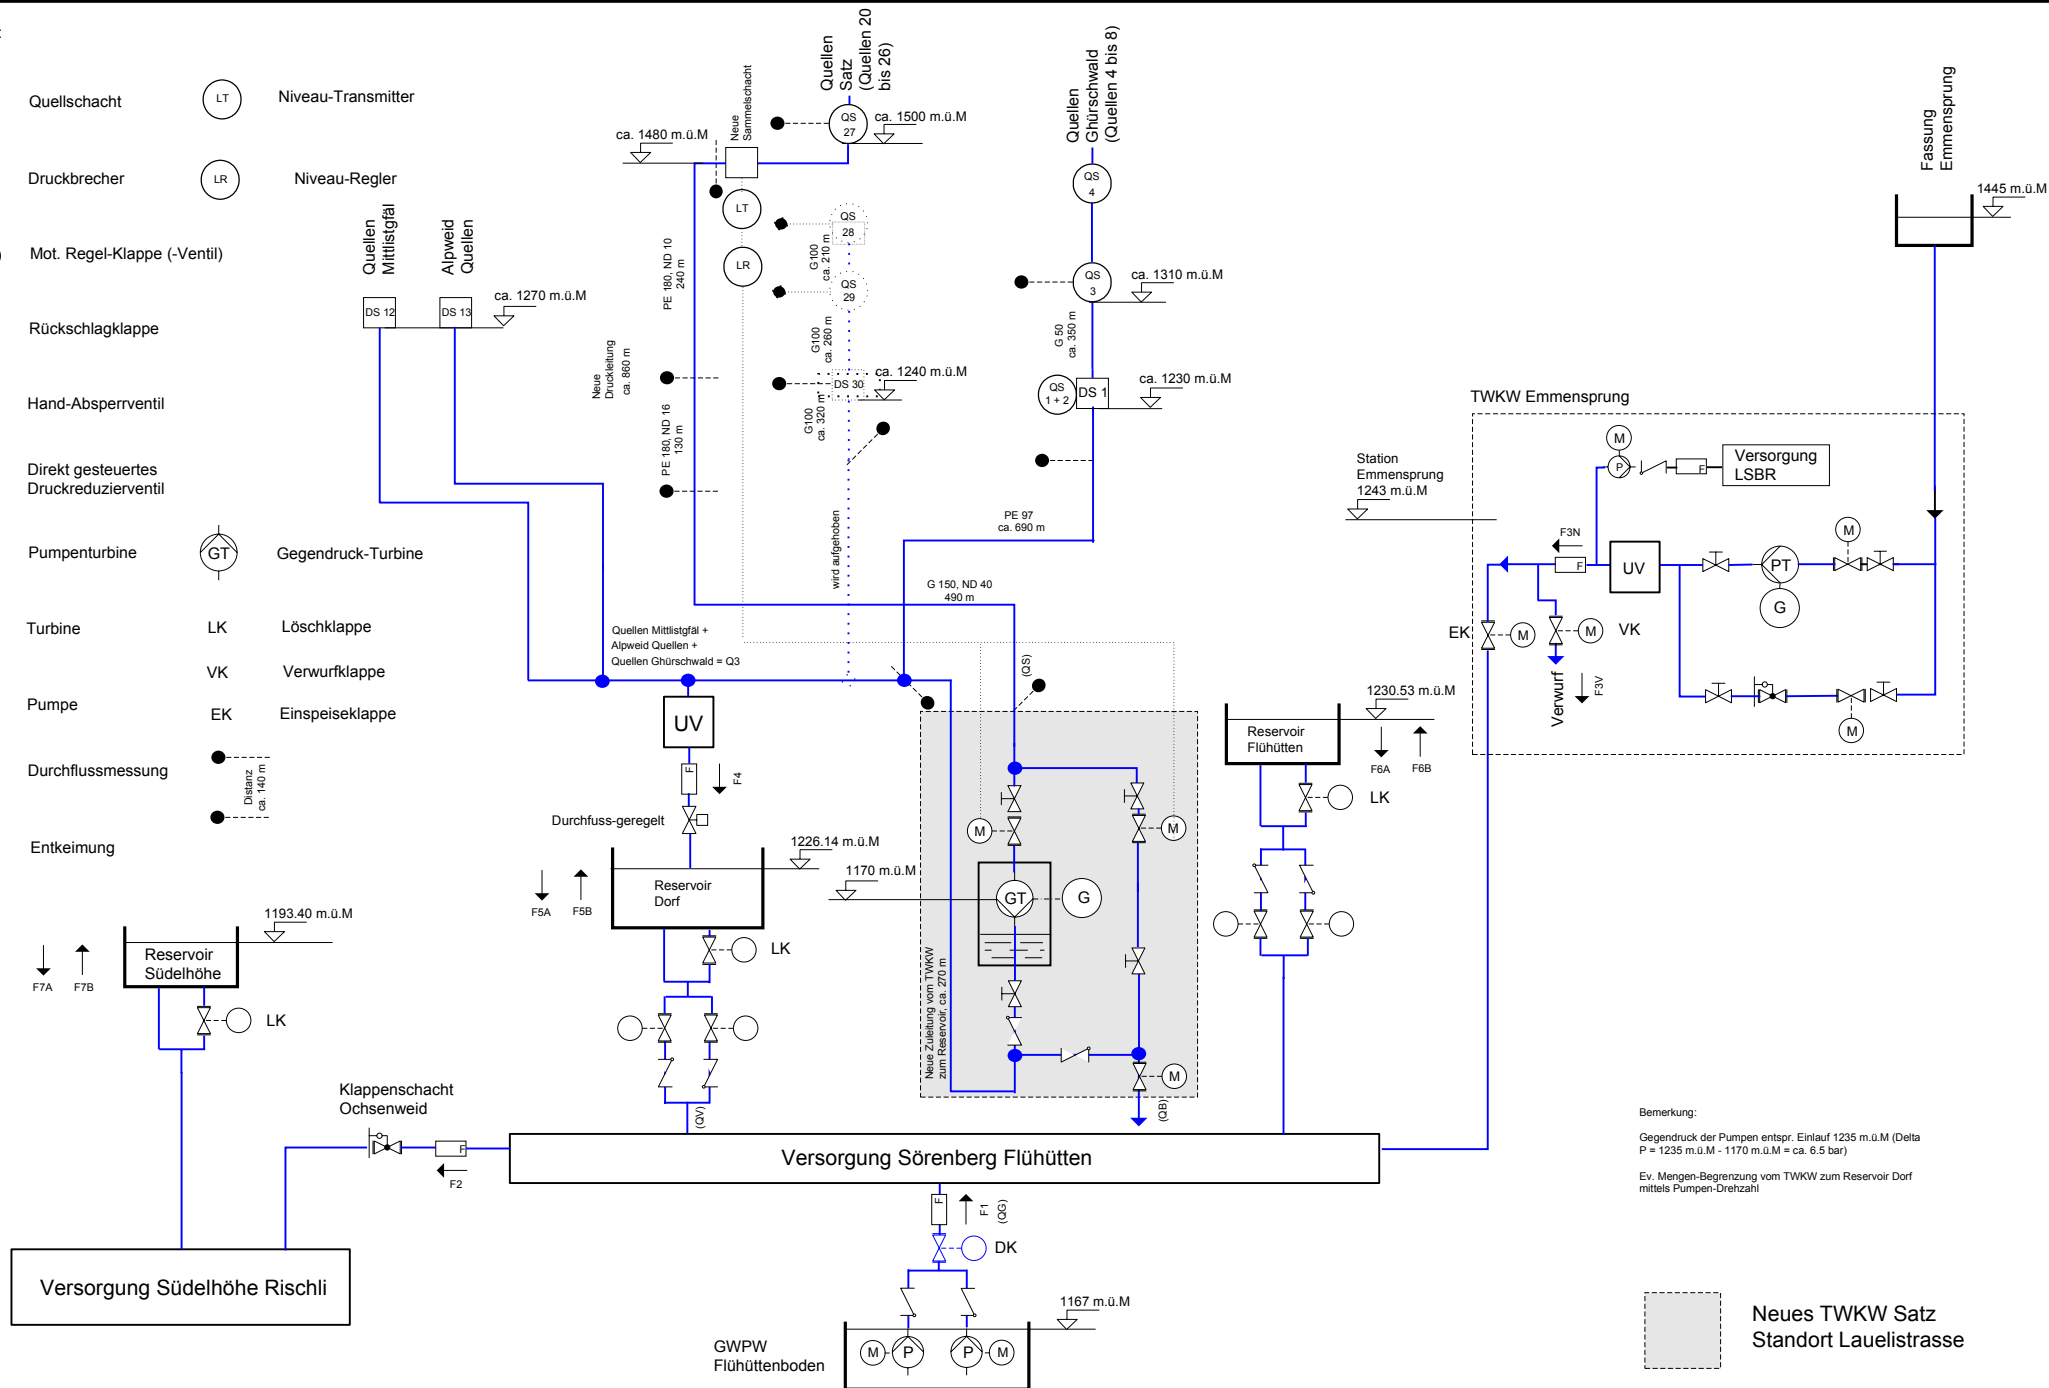 Quellschacht
LT
Niveau-Transmitter
Druckbrecher
LR
Niveau-Regler
Mot. Regel-Klappe (-Ventil)
Rückschlagklappe
Hand-Absperrventil
Direkt gesteuertes
Druckreduzierventil
Pumpenturbine
GT
Gegendruck-Turbine
Turbine
LK
Löschklappe
VK
Verwurfklappe
Pumpe
EK
Einspeiseklappe
Durchflussmessung
Distanz
ca. 140 m
Entkeimung
Quellen
Mittlistgfäl
Alpweid
Quellen
DS 12
DS 13
ca. 1270 m.ü.M
ca. 1480 m.ü.M
Neue
Sammelschacht
Quellen
Satz
(Quellen 20
bis 26)
QS
27
ca. 1500 m.ü.M
LT
LR
QS
28
G100
ca. 210 m
QS
29
G100
ca. 260 m
DS 30
ca. 1240 m.ü.M
G100
ca. 320 m
PE 180, ND 10
240 m
Neue
Druckleitung
ca. 860 m
PE 180, ND 16
130 m
wird aufgehoben
Quellen
Ghürschwald
(Quellen 4 bis 8)
QS
4
QS
3
ca. 1310 m.ü.M
G 50
ca. 350 m
QS
1 + 2
DS 1
ca. 1230 m.ü.M
PE 97
ca. 690 m
G 150, ND 40
490 m
Quellen Mittlistgfäl +
Alpweid Quellen +
Quellen Ghürschwald = Q3
UV
F
F4
Durchfuss-geregelt
1226.14 m.ü.M
Reservoir
Dorf
F5A
F5B
LK
(QV)
1170 m.ü.M
(QS)
M
M
GT
G
Neue Zuleitung vom TWKW
zum Reservoir, ca. 270 m
M
(QB)
1230.53 m.ü.M
Reservoir
Flühütten
F6A
F6B
LK
Fassung
Emmensprung
1445 m.ü.M
TWKW Emmensprung
Station
Emmensprung
1243 m.ü.M
M
P
F
Versorgung
LSBR
F3N
F
UV
PT
G
M
EK
M
M
VK
Verwurf
F3V
M
1193.40 m.ü.M
Reservoir
Südelhöhe
F7A
F7B
LK
Klappenschacht
Ochsenweid
F
F2
Versorgung Sörenberg Flühütten
F
F1
(QG)
DK
Versorgung Südelhöhe Rischli
GWPW
Flühüttenboden
M
P
P
M
1167 m.ü.M
Bemerkung:
Gegendruck der Pumpen entspr. Einlauf 1235 m.ü.M (Delta
P = 1235 m.ü.M - 1170 m.ü.M = ca. 6.5 bar)
Ev. Mengen-Begrenzung vom TWKW zum Reservoir Dorf
mittels Pumpen-Drehzahl
Neues TWKW Satz
Standort Lauelistrasse